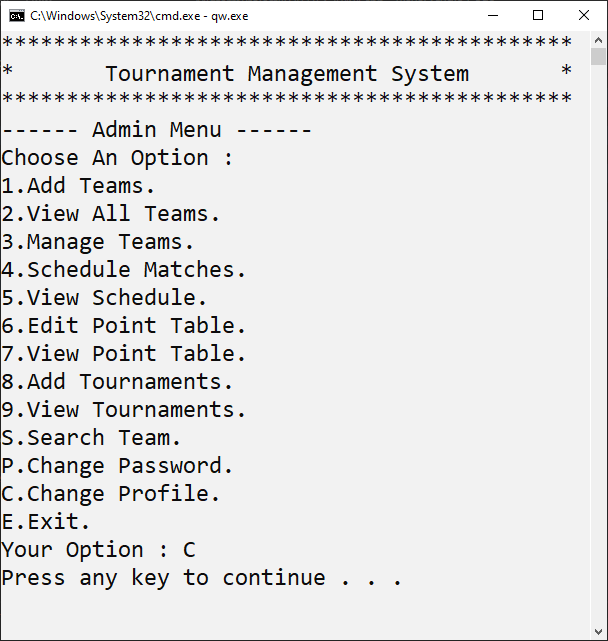 C:\Windows\System32\cmd.exe - qw.exe
********************************************
*       Tournament Management System       *
********************************************
------ Admin Menu ------
Choose An Option :
1.Add Teams.
2.View All Teams.
3.Manage Teams.
4.Schedule Matches.
5.View Schedule.
6.Edit Point Table.
7.View Point Table.
8.Add Tournaments.
9.View Tournaments.
S.Search Team.
P.Change Password.
C.Change Profile.
E.Exit.
Your Option : C
Press any key to continue . . .